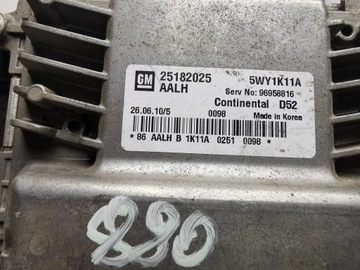 GM 25182025 5WY1K11A
AALH Serv No: 96958816
Continental D52
26.06.10/5 0098 Made in Korea
* 86 AALH B 1K11A 0251 0098 *
990